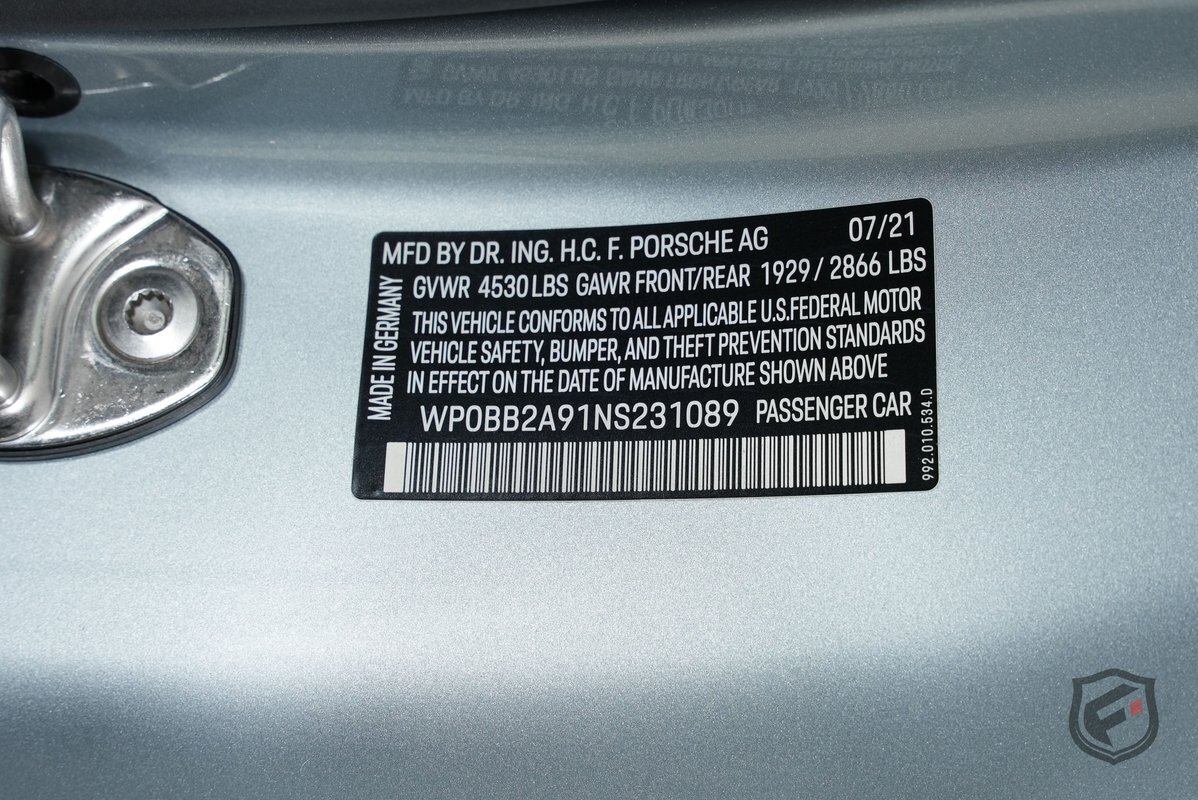 MFD BY DR. ING. H.C. F. PORSCHE AG 07/21
GVWR 4530 LBS GAWR FRONT/REAR 1929 / 2866 LBS
THIS VEHICLE CONFORMS TO ALL APPLICABLE U.S. FEDERAL MOTOR
VEHICLE SAFETY, BUMPER, AND THEFT PREVENTION STANDARDS
IN EFFECT ON THE DATE OF MANUFACTURE SHOWN ABOVE
WP0BB2A91NS231089 PASSENGER CAR
MADE IN GERMANY
992.010.534.D
F